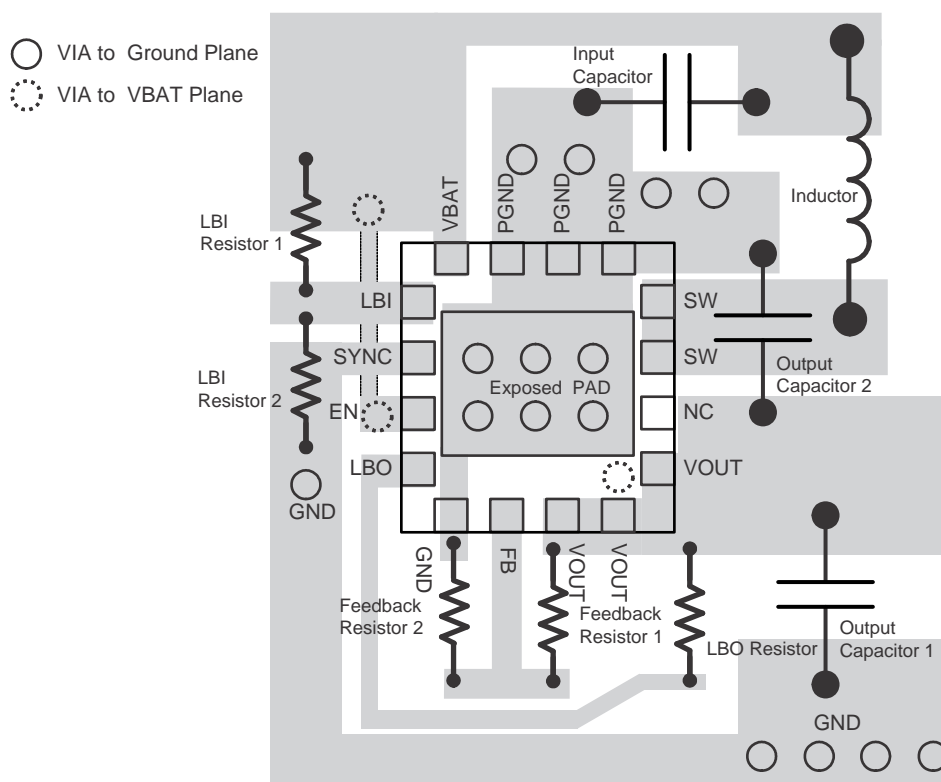 VIA to Ground Plane
VIA to VBAT Plane
Input
Capacitor
Inductor
VBAT
PGND
PGND
PGND
LBI
Resistor 1
LBI
SW
SYNC
SW
LBI
Resistor 2
Exposed PAD
Output
Capacitor 2
EN
NC
LBO
VOUT
GND
GND
FB
VOUT
VOUT
Feedback
Resistor 2
Feedback
Resistor 1
LBO Resistor
Output
Capacitor 1
GND